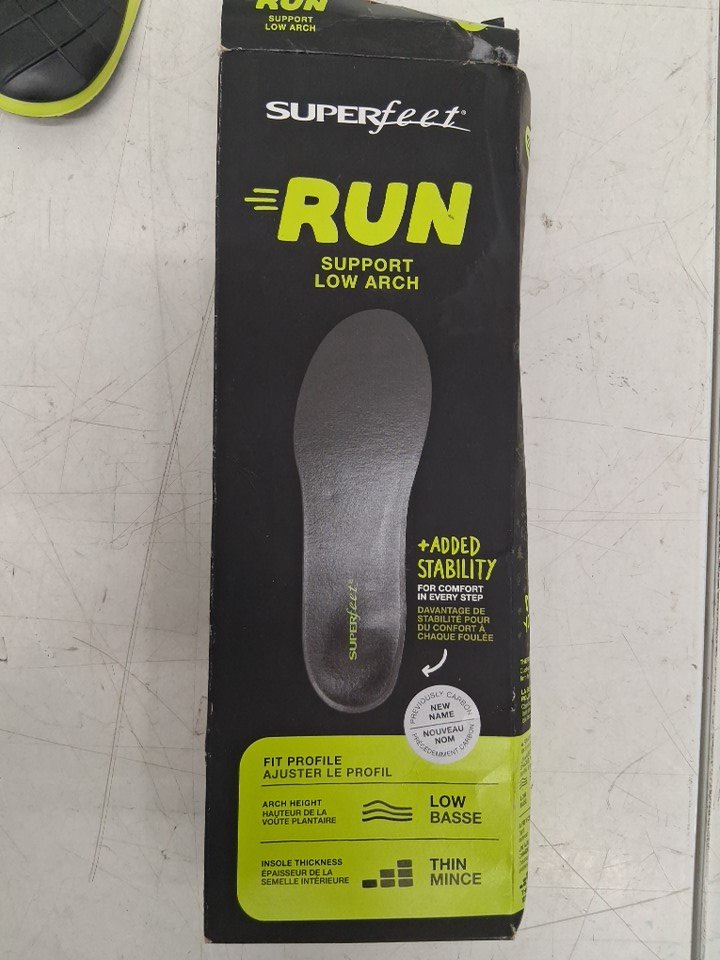 RUN
SUPPORT
LOW ARCH
SUPERfeet®
RUN
SUPPORT
LOW ARCH
+ADDED
STABILITY
FOR COMFORT
IN EVERY STEP
DAVANTAGE DE
STABILITÉ POUR
DU CONFORT À
CHAQUE FOULÉE
SUPERfeet
PREVIOUSLY CARBON
NEW
NAME
NOUVEAU
NOM
PRÉCÉDEMMENT CARBON
FIT PROFILE
AJUSTER LE PROFIL
ARCH HEIGHT
HAUTEUR DE LA
VOÛTE PLANTAIRE
LOW
BASSE
INSOLE THICKNESS
ÉPAISSEUR DE LA
SEMELLE INTÉRIEURE
THIN
MINCE